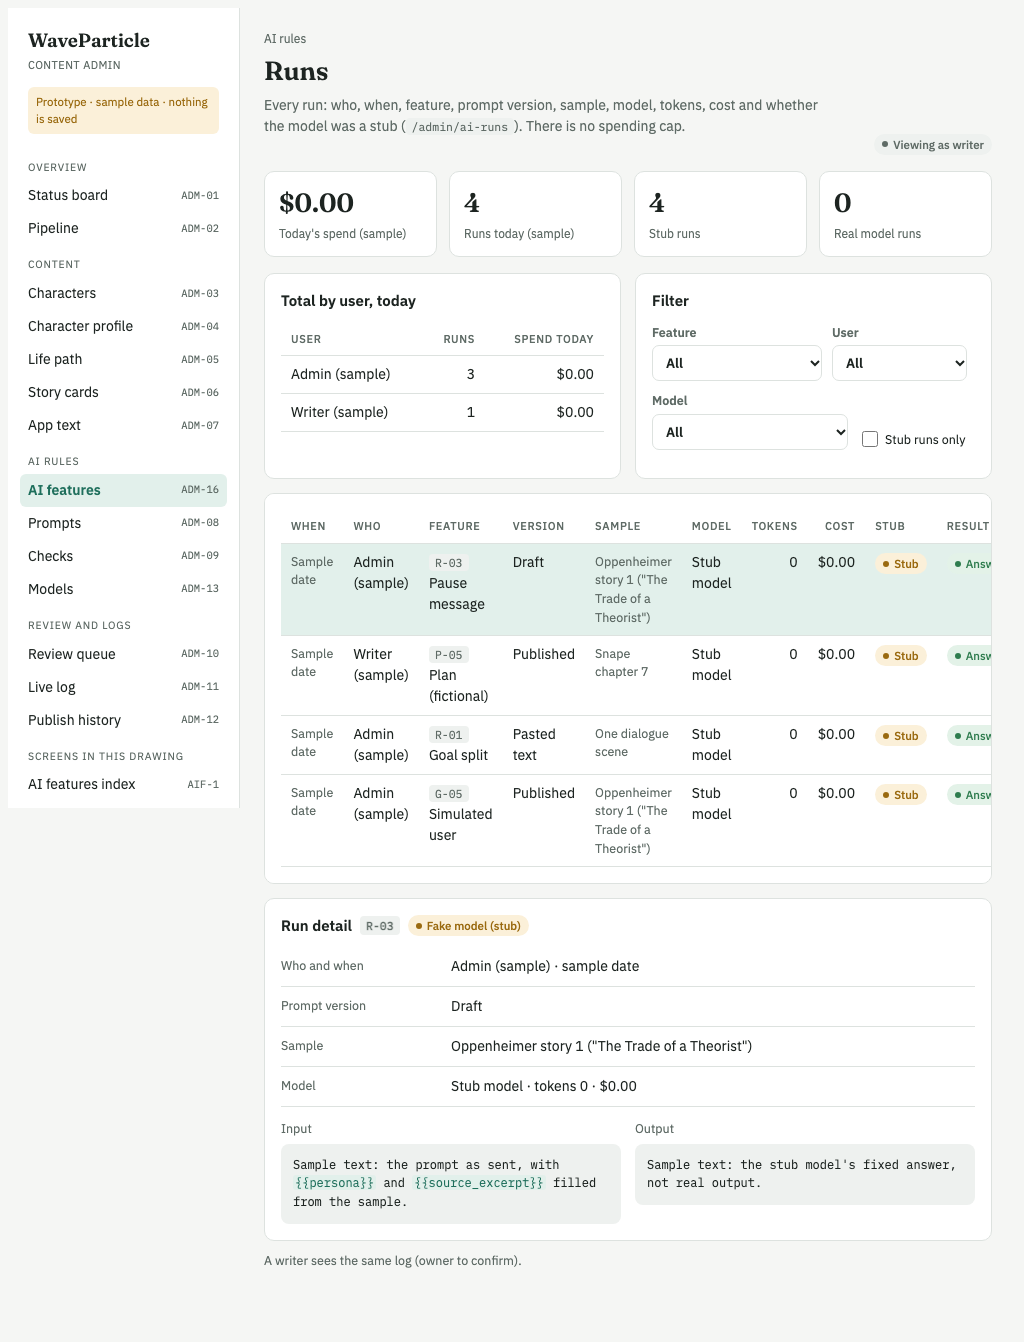 WaveParticle
CONTENT ADMIN
Prototype · sample data · nothing
is saved
OVERVIEW
Status board ADM-01
Pipeline ADM-02
CONTENT
Characters ADM-03
Character profile ADM-04
Life path ADM-05
Story cards ADM-06
App text ADM-07
AI RULES
AI features ADM-16
Prompts ADM-08
Checks ADM-09
Models ADM-13
REVIEW AND LOGS
Review queue ADM-10
Live log ADM-11
Publish history ADM-12
SCREENS IN THIS DRAWING
AI features index AIF-1
AI rules
Runs
Every run: who, when, feature, prompt version, sample, model, tokens, cost and whether
the model was a stub ( /admin/ai-runs ). There is no spending cap.
Viewing as writer
$0.00
Today's spend (sample)
4
Runs today (sample)
4
Stub runs
0
Real model runs
Total by user, today
USER RUNS SPEND TODAY
Admin (sample) 3 $0.00
Writer (sample) 1 $0.00
Filter
Feature User
All All
Model
All Stub runs only
WHEN WHO FEATURE VERSION SAMPLE MODEL TOKENS COST STUB RESULT
Sample Admin R-03 Draft Oppenheimer Stub 0 $0.00 Stub Answ
date (sample) Pause story 1 ("The model
message Trade of a
Theorist")
Sample Writer P-05 Published Snape Stub 0 $0.00 Stub Answ
date (sample) Plan chapter 7 model
(fictional)
Sample Admin R-01 Pasted One dialogue Stub 0 $0.00 Stub Answ
date (sample) Goal split text scene model
Sample Admin G-05 Published Oppenheimer Stub 0 $0.00 Stub Answ
date (sample) Simulated story 1 ("The model
user Trade of a
Theorist")
Run detail R-03 Fake model (stub)
Who and when Admin (sample) · sample date
Prompt version Draft
Sample Oppenheimer story 1 ("The Trade of a Theorist")
Model Stub model · tokens 0 · $0.00
Input
Sample text: the prompt as sent, with
{{persona}} and {{source_excerpt}} filled
from the sample.
Output
Sample text: the stub model's fixed answer,
not real output.
A writer sees the same log (owner to confirm).